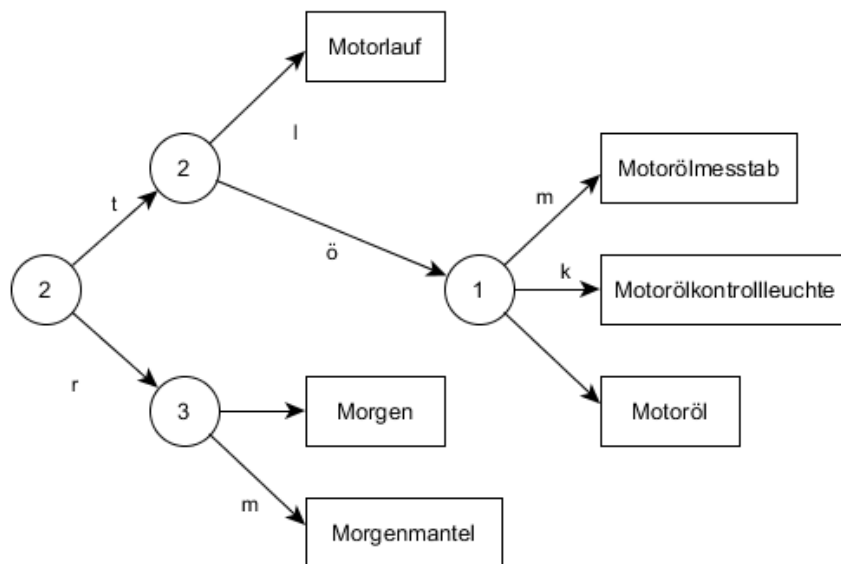 Motorlauf
l
2
t
Motorölmesstab
m
ö
2
1
k
Motorölkontrollleuchte
r
3
Morgen
Motoröl
m
Morgenmantel